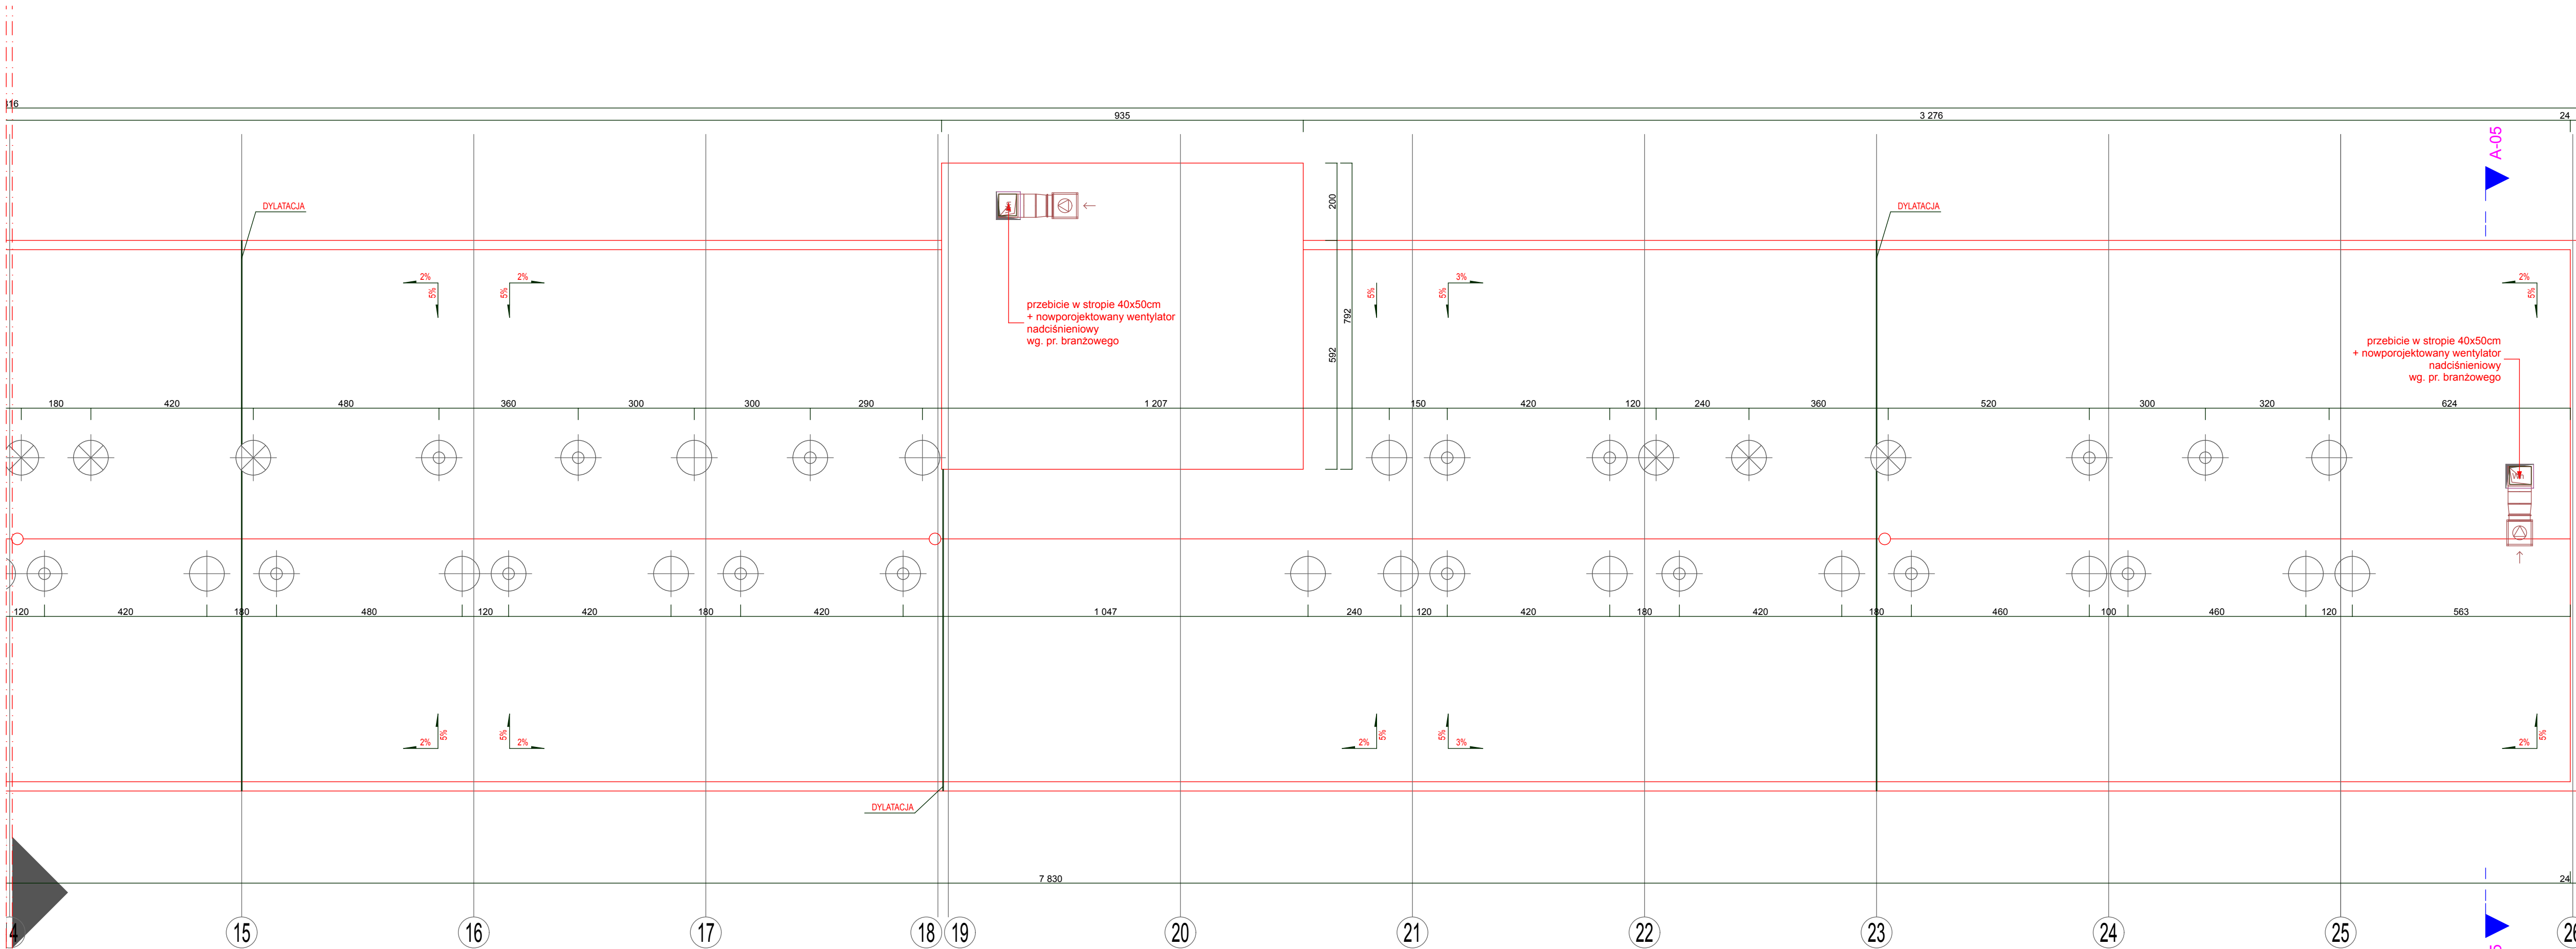 935
3 276
24
A-05
DYLATACJA
DYLATACJA
200
2%
2%
3%
2%
5%
5%
5%
5%
5%
792
592
przebicie w stropie 40x50cm
+ nowporojektowany wentylator
nadciśnieniowy
wg. pr. branżowego
przebicie w stropie 40x50cm
+ nowporojektowany wentylator
nadciśnieniowy
wg. pr. branżowego
180 420 480 360 300 300 290 1 207 150 420 120 240 360 520 300 320 624
120 420 180 480 120 420 180 420 1 047 240 120 420 180 420 180 460 100 460 120 563
5%
5%
5%
5%
5%
2%
2%
2%
3%
2%
DYLATACJA
7 830
24
4 15 16 17 18 19 20 21 22 23 24 25